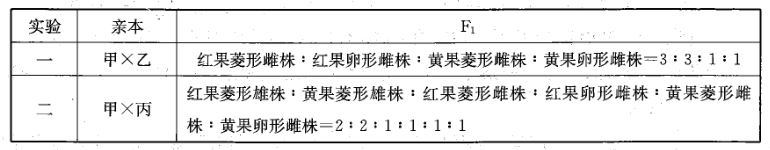 实验 亲本 F₁
一 甲×乙 红果菱形雌株∶红果卵形雌株∶黄果菱形雌株∶黄果卵形雌株=3∶3∶1∶1
二 甲×丙 红果菱形雄株∶黄果菱形雄株∶红果菱形雌株∶红果卵形雌株∶黄果菱形雌
株∶黄果卵形雌株=2∶2∶1∶1∶1∶1